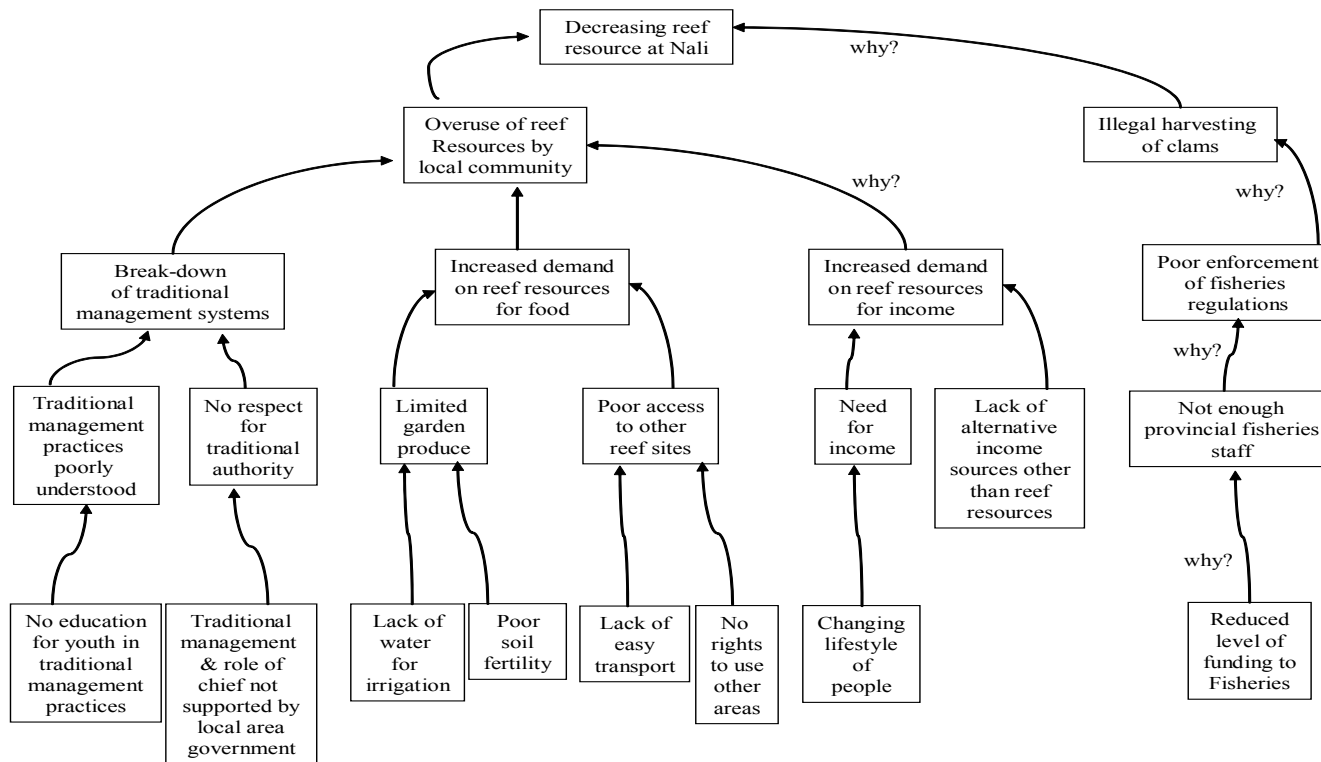 Decreasing reef
resource at Nali
why?
Overuse of reef
Resources by
local community
Illegal harvesting
of clams
why?
why?
Break-down
of traditional
management systems
Increased demand
on reef resources
for food
Increased demand
on reef resources
for income
Poor enforcement
of fisheries
regulations
why?
Traditional
management
practices
poorly
understood
No respect
for
traditional
authority
Limited
garden
produce
Poor access
to other
reef sites
Need
for
income
Lack of
alternative
income
sources other
than reef
resources
Not enough
provincial fisheries
staff
why?
No education
for youth in
traditional
management
practices
Traditional
management
& role of
chief not
supported by
local area
government
Lack of
water
for
irrigation
Poor
soil
fertility
Lack of
easy
transport
No
rights to
use other
areas
Changing
lifestyle
of
people
Reduced
level of
funding to
Fisheries